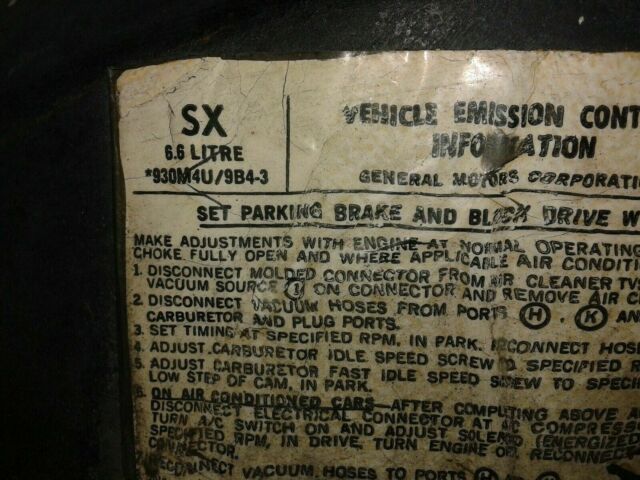 SX
6.6 LITRE
*930M4U/9B4-3
VEHICLE EMISSION CONT
INFORMATION
GENERAL MOTORS CORPORATI
SET PARKING BRAKE AND BLOCK DRIVE W
MAKE ADJUSTMENTS WITH ENGINE AT NORMAL OPERATING
CHOKE FULLY OPEN AND WHERE APPLICABLE AIR CONDITI
1. DISCONNECT MOLDED CONNECTOR FROM AIR CLEANER TVS
VACUUM SOURCE ON CONNECTOR AND REMOVE AIR C
2. DISCONNECT VACUUM HOSES FROM PORTS H , K AN
CARBURETOR AND PLUG PORTS.
3. SET TIMING AT SPECIFIED RPM, IN PARK. RECONNECT HOSE
4. ADJUST CARBURETOR IDLE SPEED SCREW TO SPECIFIED R
5. ADJUST CARBURETOR FAST IDLE SPEED SCREW TO SPECI
LOW STEP OF CAM, IN PARK.
6. ON AIR CONDITIONED CARS-AFTER COMPUTING ABOVE A
DISCONNECT ELECTRICAL CONNECTOR AT A/C COMPRESS
TURN A/C SWITCH ON AND ADJUST SOLENO (ENERGIZED
SPECIFIED RPM, IN DRIVE. TURN ENGINE OFF. RECONNECT
CONNECTOR.
RECONNECT VACUUM HOSES TO PORTS H